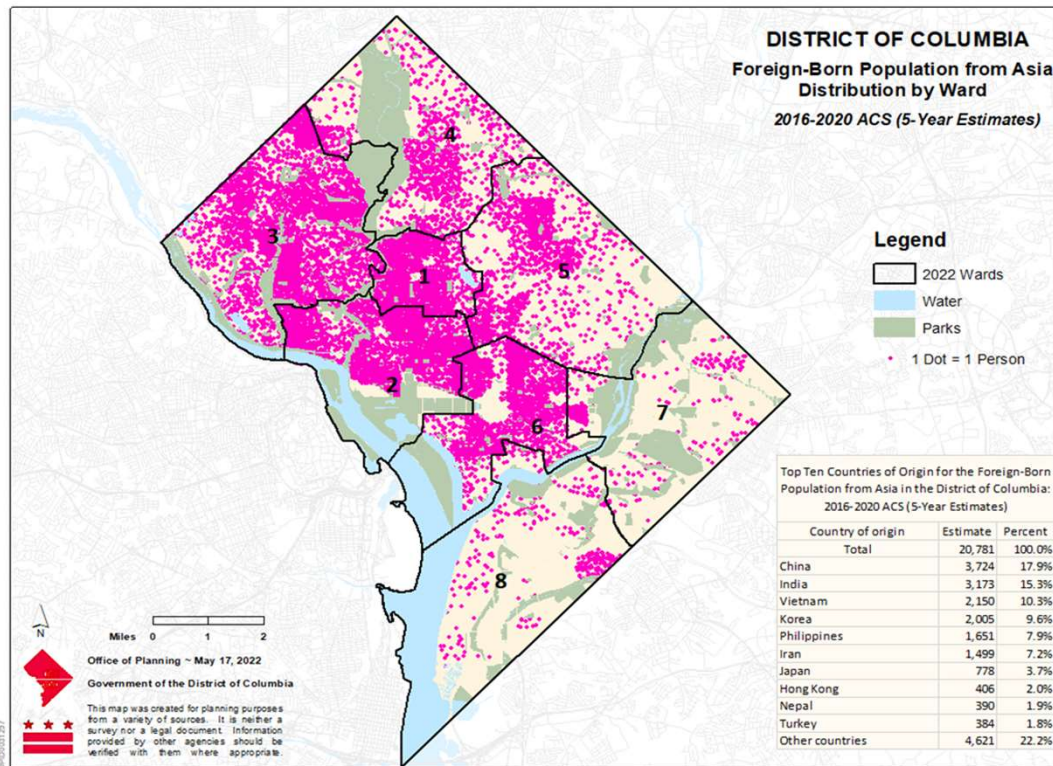 DISTRICT OF COLUMBIA
Foreign-Born Population from Asia
Distribution by Ward
2016-2020 ACS (5-Year Estimates)
4
3
5
1
2
6
7
8
Legend
2022 Wards
Water
Parks
1 Dot = 1 Person
Top Ten Countries of Origin for the Foreign-Born
Population from Asia in the District of Columbia:
2016-2020 ACS (5-Year Estimates)
Country of origin Estimate Percent
Total 20,781 100.0%
China 3,724 17.9%
India 3,173 15.3%
Vietnam 2,150 10.3%
Korea 2,005 9.6%
Philippines 1,651 7.9%
Iran 1,499 7.2%
Japan 778 3.7%
Hong Kong 406 2.0%
Nepal 390 1.9%
Turkey 384 1.8%
Other countries 4,621 22.2%
N
Miles 0 1 2
Office of Planning ~ May 17, 2022
Government of the District of Columbia
This map was created for planning purposes
from a variety of sources. It is neither a
survey nor a legal document. Information
provided by other agencies should be
verified with them where appropriate.